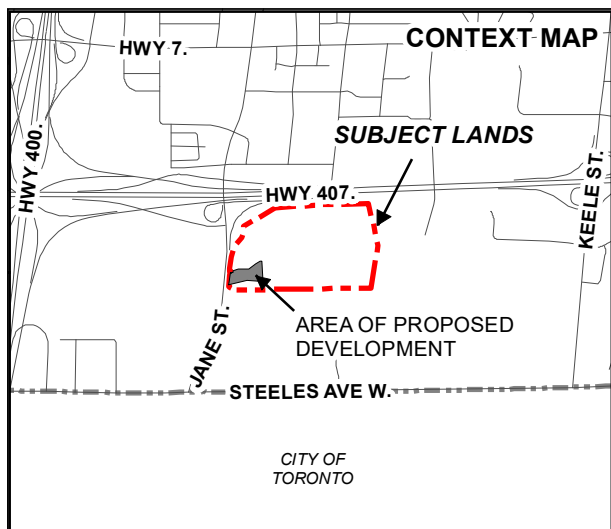 CONTEXT MAP
HWY 7.
HWY 400.
SUBJECT LANDS
KEELE ST.
HWY 407.
JANE ST.
AREA OF PROPOSED
DEVELOPMENT
STEELES AVE W.
CITY OF
TORONTO